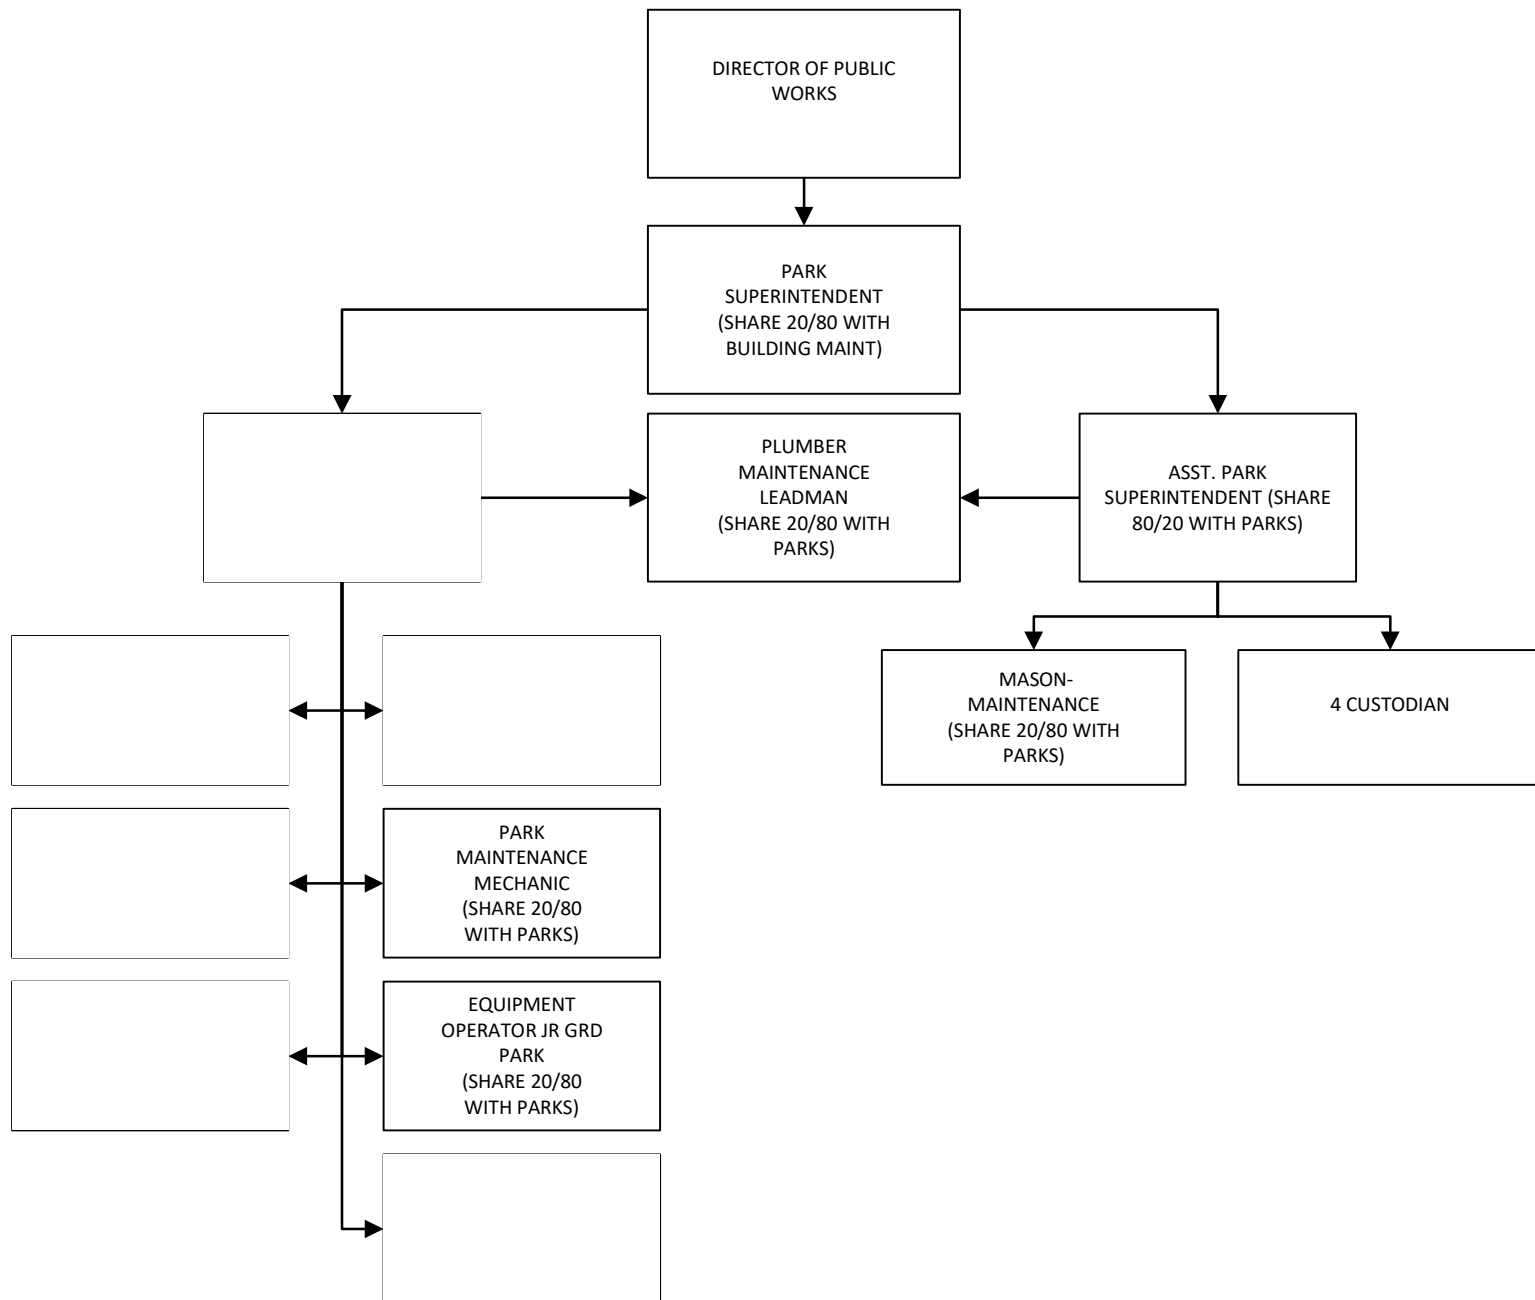 DIRECTOR OF PUBLIC
WORKS
PARK
SUPERINTENDENT
(SHARE 20/80 WITH
BUILDING MAINT)
PLUMBER
MAINTENANCE
LEADMAN
(SHARE 20/80 WITH
PARKS)
ASST. PARK
SUPERINTENDENT (SHARE
80/20 WITH PARKS)
MASON-
MAINTENANCE
(SHARE 20/80 WITH
PARKS)
4 CUSTODIAN
PARK
MAINTENANCE
MECHANIC
(SHARE 20/80
WITH PARKS)
EQUIPMENT
OPERATOR JR GRD
PARK
(SHARE 20/80
WITH PARKS)